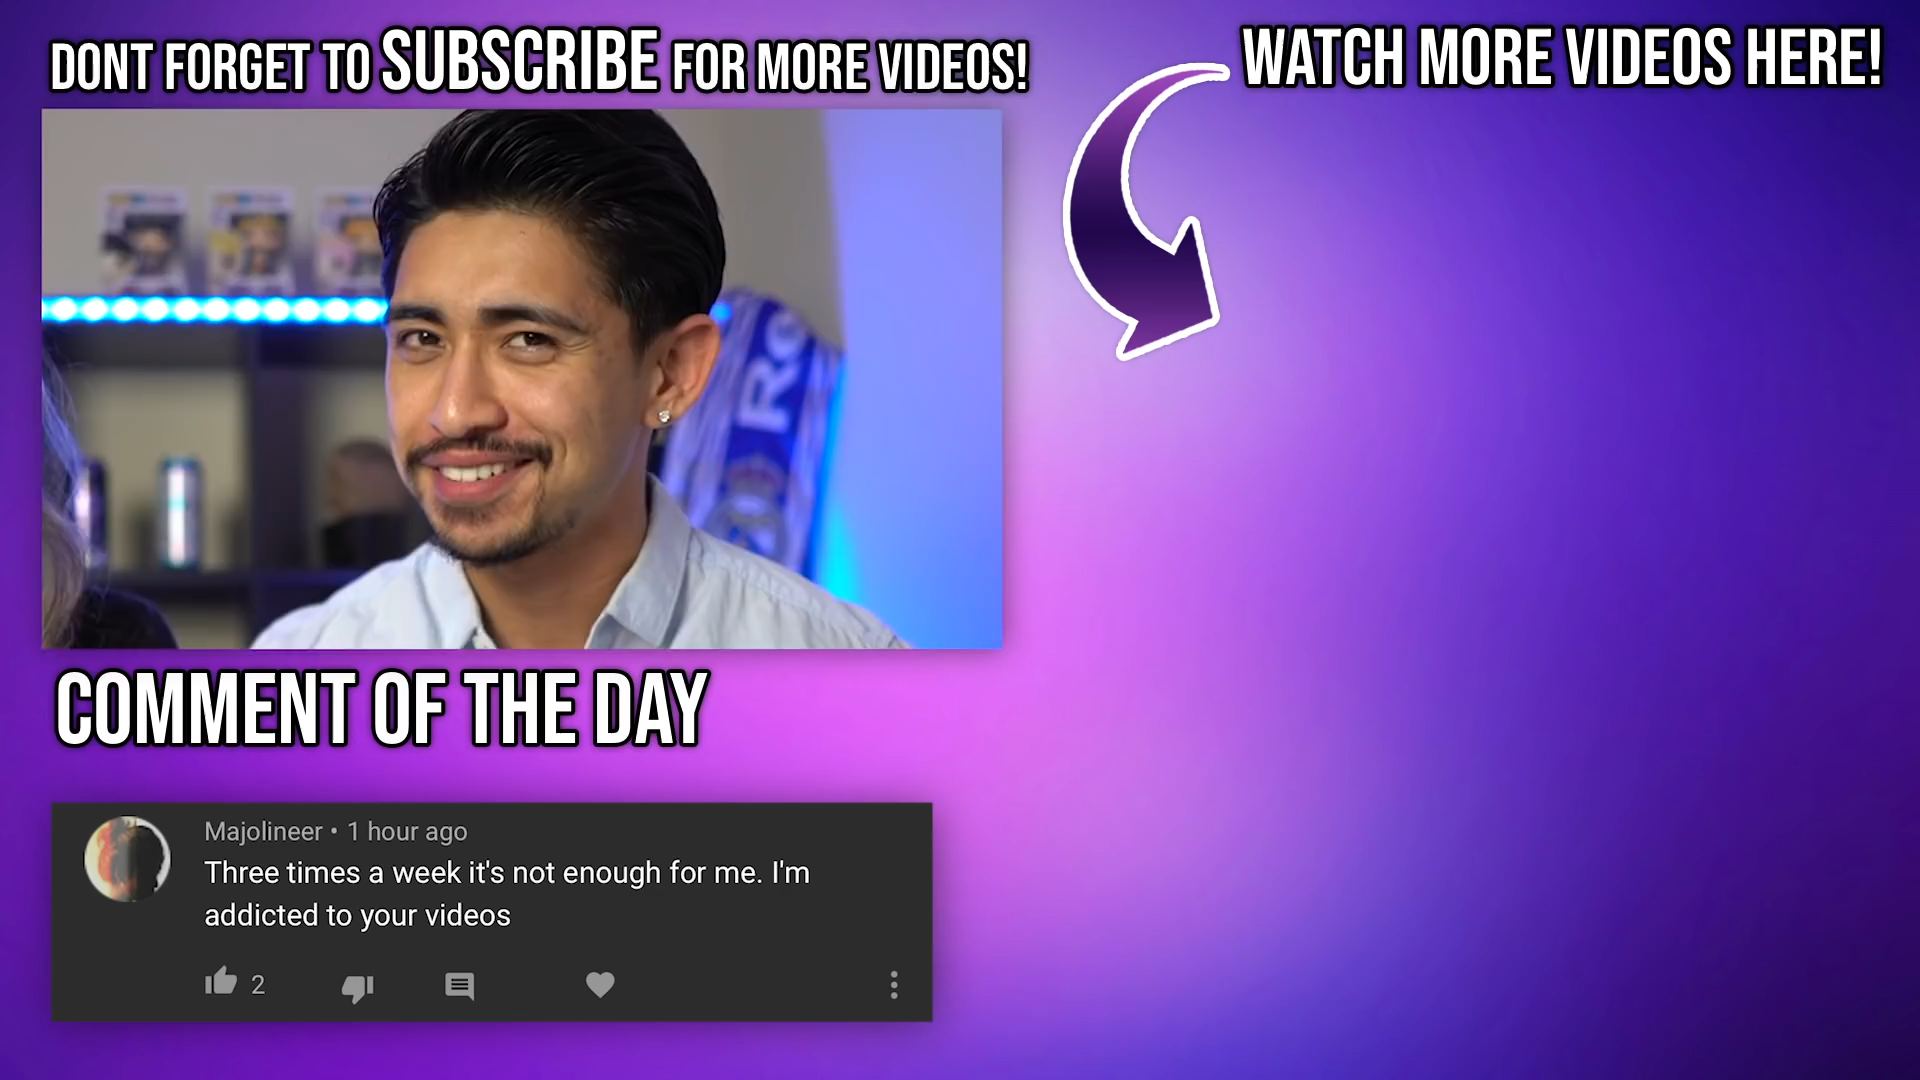 DONT FORGET TO SUBSCRIBE FOR MORE VIDEOS!
WATCH MORE VIDEOS HERE!
COMMENT OF THE DAY
Majolineer • 1 hour ago
Three times a week it's not enough for me. I'm
addicted to your videos
2